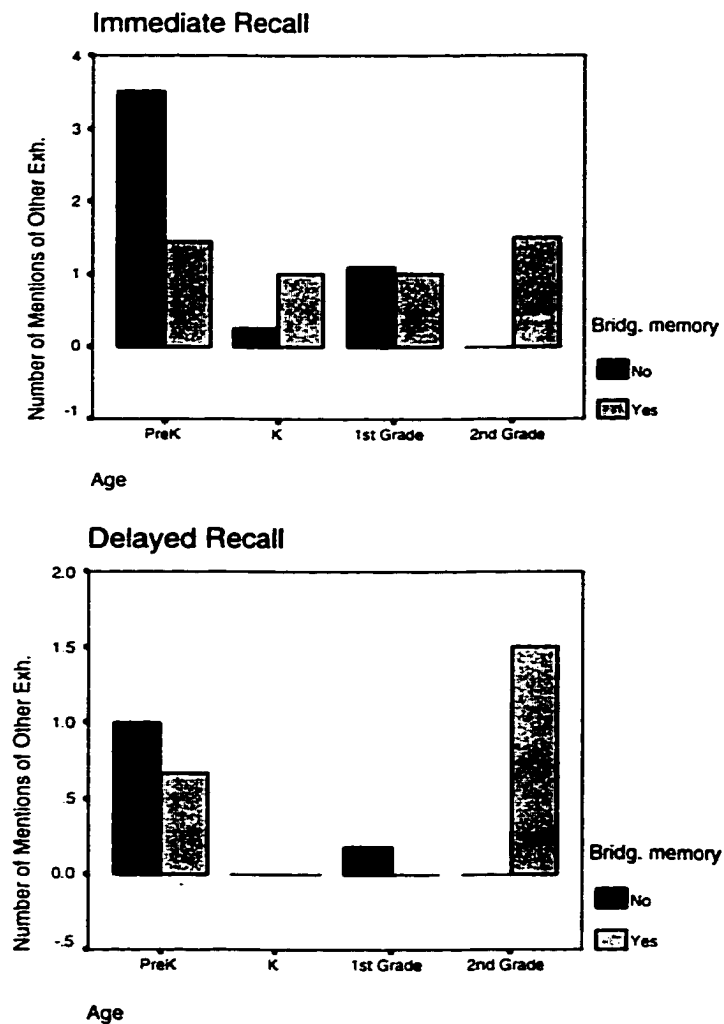 Immediate Recall
Number of Mentions of Other Exh.
4
3
2
1
0
-1
PreK K 1st Grade 2nd Grade
Age
Bridg. memory
No
Yes
Delayed Recall
Number of Mentions of Other Exh.
2.0
1.5
1.0
.5
0.0
-.5
PreK K 1st Grade 2nd Grade
Age
Bridg. memory
No
Yes